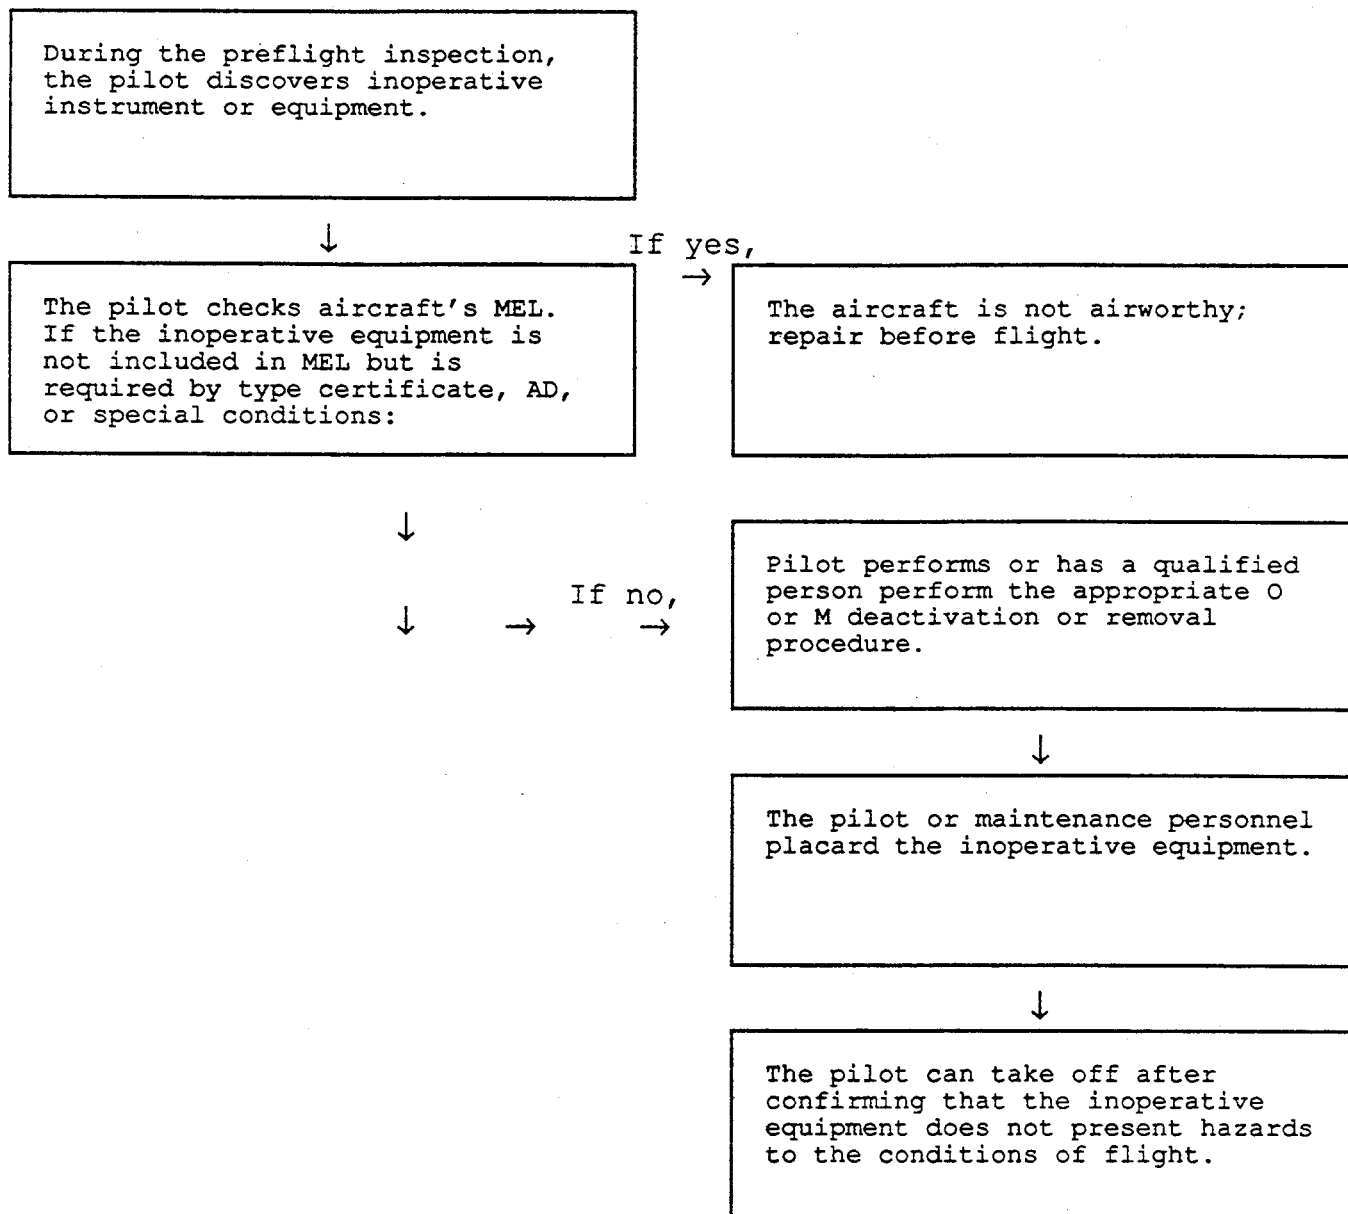 During the preflight inspection,
the pilot discovers inoperative
instrument or equipment.
↓
If yes,
→
The pilot checks aircraft's MEL.
If the inoperative equipment is
not included in MEL but is
required by type certificate, AD,
or special conditions:
The aircraft is not airworthy;
repair before flight.
↓
If no,
↓ → →
Pilot performs or has a qualified
person perform the appropriate O
or M deactivation or removal
procedure.
↓
The pilot or maintenance personnel
placard the inoperative equipment.
↓
The pilot can take off after
confirming that the inoperative
equipment does not present hazards
to the conditions of flight.